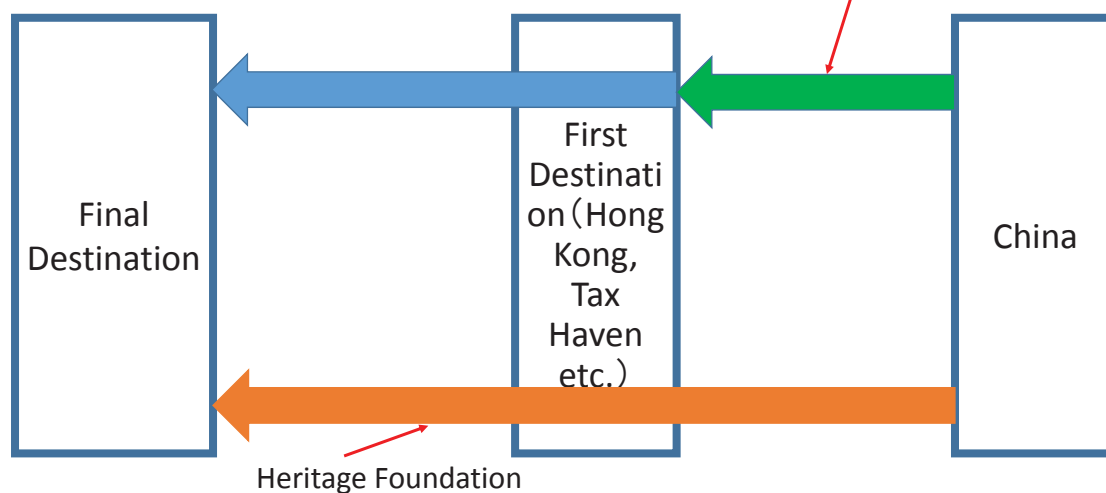 Final
Destination
First
Destinati
on（Hong
Kong,
Tax
Haven
etc.）
China
Heritage Foundation